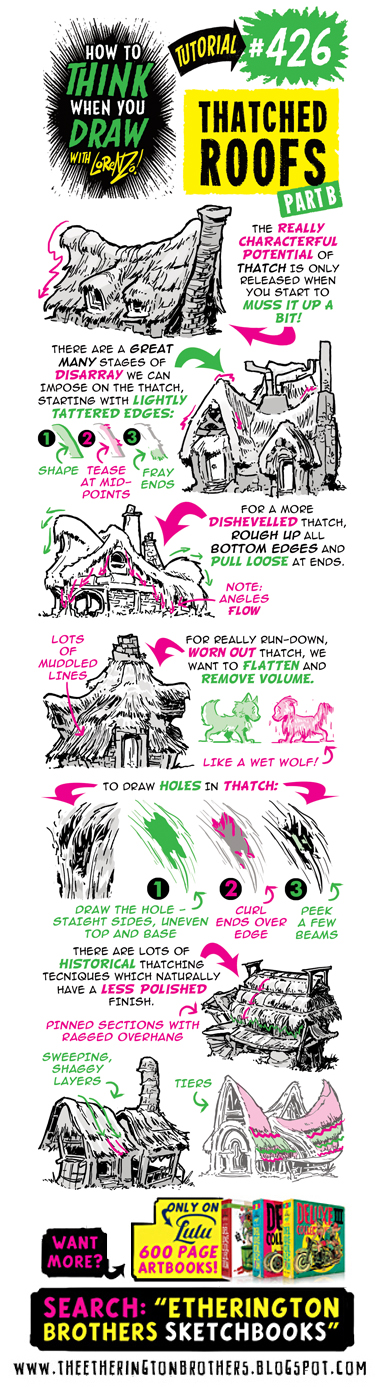 HOW TO
THINK
WHEN YOU
DRAW
WITH LORENZO!
TUTORIAL
#426
THATCHED
ROOFS
PART B
THE REALLY
CHARACTERFUL
POTENTIAL OF
THATCH IS ONLY
RELEASED WHEN
YOU START TO
MUSS IT UP A
BIT!
THERE ARE A GREAT
MANY STAGES OF
DISARRAY WE CAN
IMPOSE ON THE THATCH,
STARTING WITH LIGHTLY
TATTERED EDGES:
1 2 3
SHAPE
TEASE
AT MID-
POINTS
FRAY
ENDS
FOR A MORE
DISHEVELLED THATCH,
ROUGH UP ALL
BOTTOM EDGES AND
PULL LOOSE AT ENDS.
NOTE:
ANGLES
FLOW
LOTS
OF
MUDDLED
LINES
FOR REALLY RUN-DOWN,
WORN OUT THATCH, WE
WANT TO FLATTEN AND
REMOVE VOLUME.
LIKE A WET WOLF!
TO DRAW HOLES IN THATCH:
1 2 3
DRAW THE HOLE -
STAIGHT SIDES, UNEVEN
TOP AND BASE
CURL
ENDS OVER
EDGE
PEEK
A FEW
BEAMS
THERE ARE LOTS OF
HISTORICAL THATCHING
TECNIQUES WHICH NATURALLY
HAVE A LESS POLISHED
FINISH.
PINNED SECTIONS WITH
RAGGED OVERHANG
SWEEPING,
SHAGGY
LAYERS
TIERS
WANT
MORE?
ONLY ON
Lulu
600 PAGE
ARTBOOKS!
DELUXE III
SEARCH: "ETHERINGTON
BROTHERS SKETCHBOOKS"
WWW.THEETHERINGTONBROTHERS.BLOGSPOT.COM